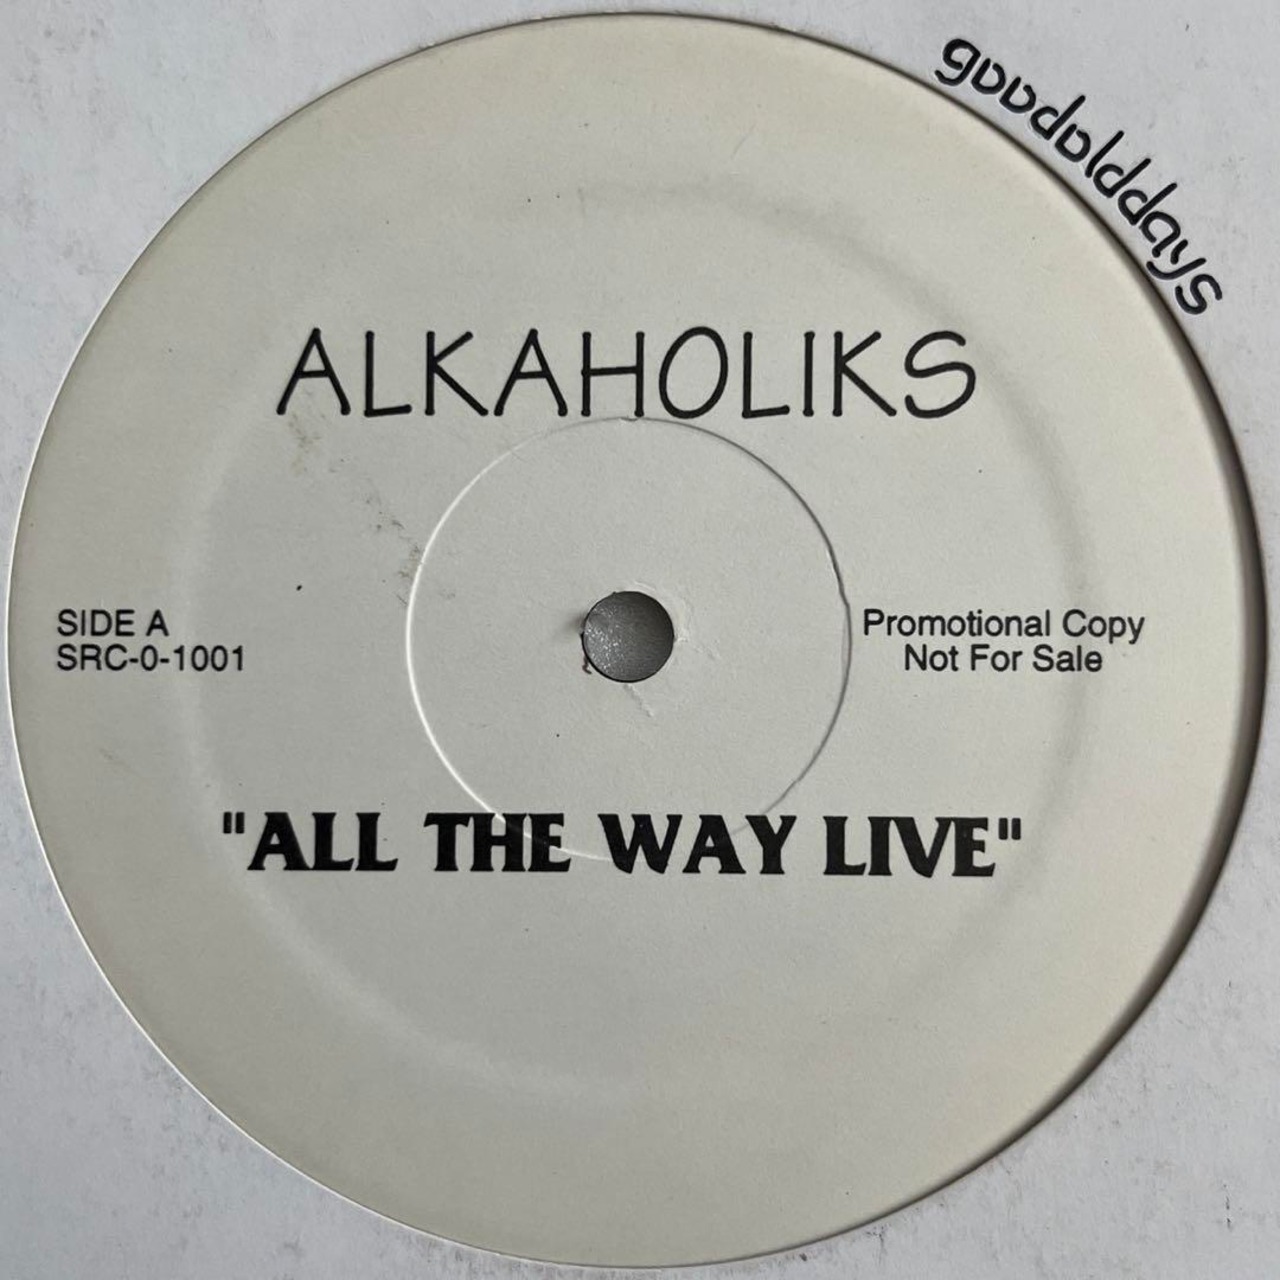 goodolddays
ALKAHOLIKS
SIDE A
SRC-0-1001
Promotional Copy
Not For Sale
"ALL THE WAY LIVE"